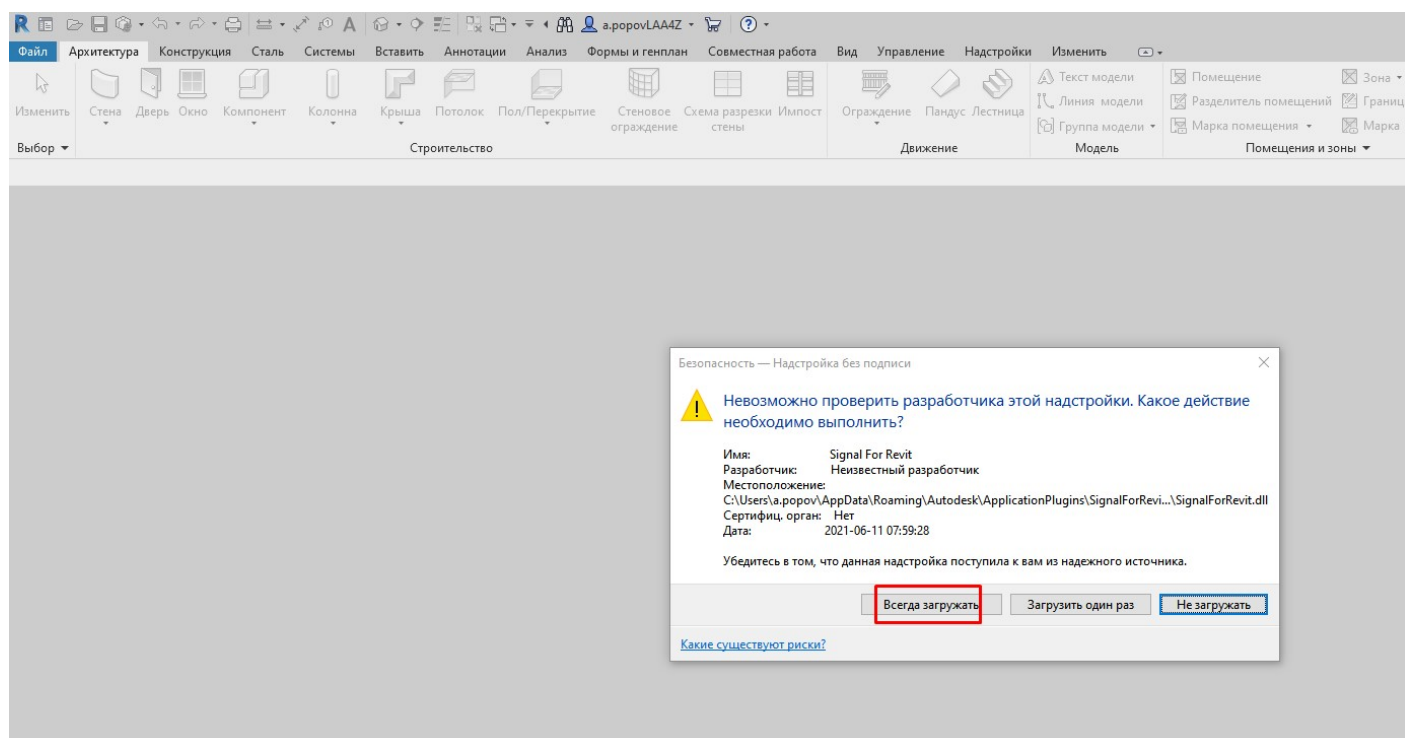 a.popovLAA4Z
Файл Архитектура Конструкция Сталь Системы Вставить Аннотации Анализ Формы и генплан Совместная работа Вид Управление Надстройки Изменить
Изменить Стена Дверь Окно Компонент Колонна Крыша Потолок Пол/Перекрытие Стеновое ограждение Схема разрезки стены Импост Ограждение Пандус Лестница
Текст модели Помещение Зона
Линия модели Разделитель помещений Границ
Группа модели Марка помещения Марка
Выбор Строительство Движение Модель Помещения и зоны
Безопасность — Надстройка без подписи
Невозможно проверить разработчика этой надстройки. Какое действие
необходимо выполнить?
Имя: Signal For Revit
Разработчик: Неизвестный разработчик
Местоположение:
C:\Users\a.popov\AppData\Roaming\Autodesk\ApplicationPlugins\SignalForRevi...\SignalForRevit.dll
Сертифиц. орган: Нет
Дата: 2021-06-11 07:59:28
Убедитесь в том, что данная надстройка поступила к вам из надежного источника.
Всегда загружать Загрузить один раз Не загружать
Какие существуют риски?